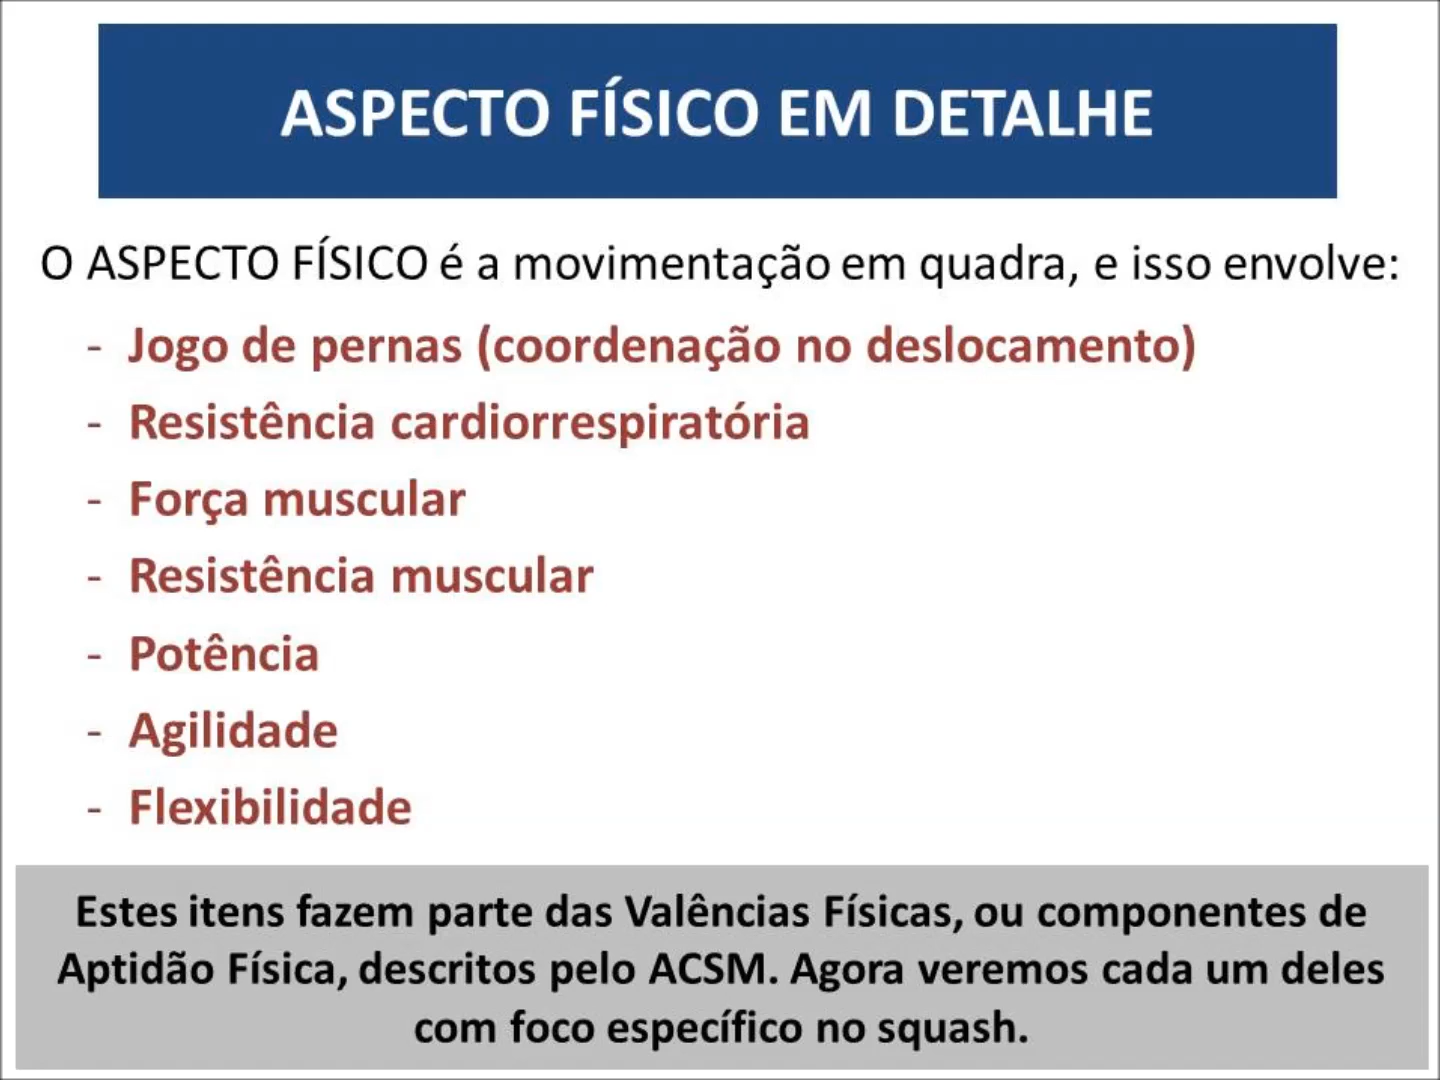 ASPECTO FÍSICO EM DETALHE
O ASPECTO FÍSICO é a movimentação em quadra, e isso envolve:
- Jogo de pernas (coordenação no deslocamento)
- Resistência cardiorrespiratória
- Força muscular
- Resistência muscular
- Potência
- Agilidade
- Flexibilidade
Estes itens fazem parte das Valências Físicas, ou componentes de
Aptidão Física, descritos pelo ACSM. Agora veremos cada um deles
com foco específico no squash.